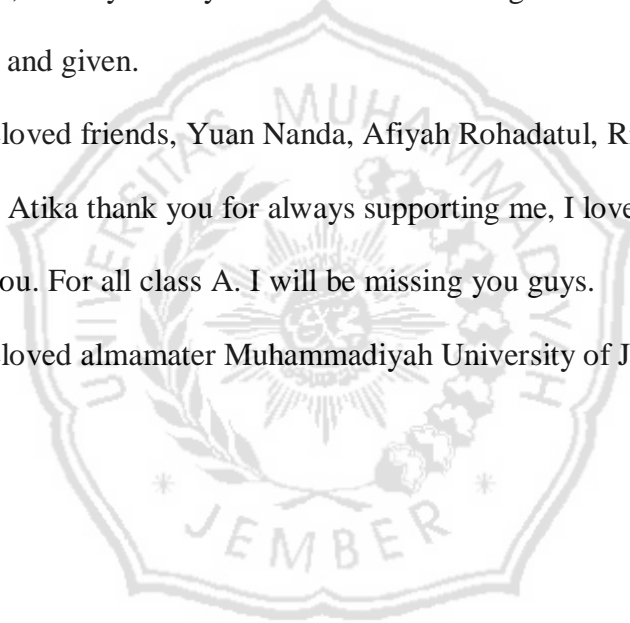 and given.
loved friends, Yuan Nanda, Afiyah Rohadatul, R
Atika thank you for always supporting me, I love
ou. For all class A. I will be missing you guys.
loved almamater Muhammadiyah University of J
UNIVERSITAS MUHAMMADIYAH
JEMBER